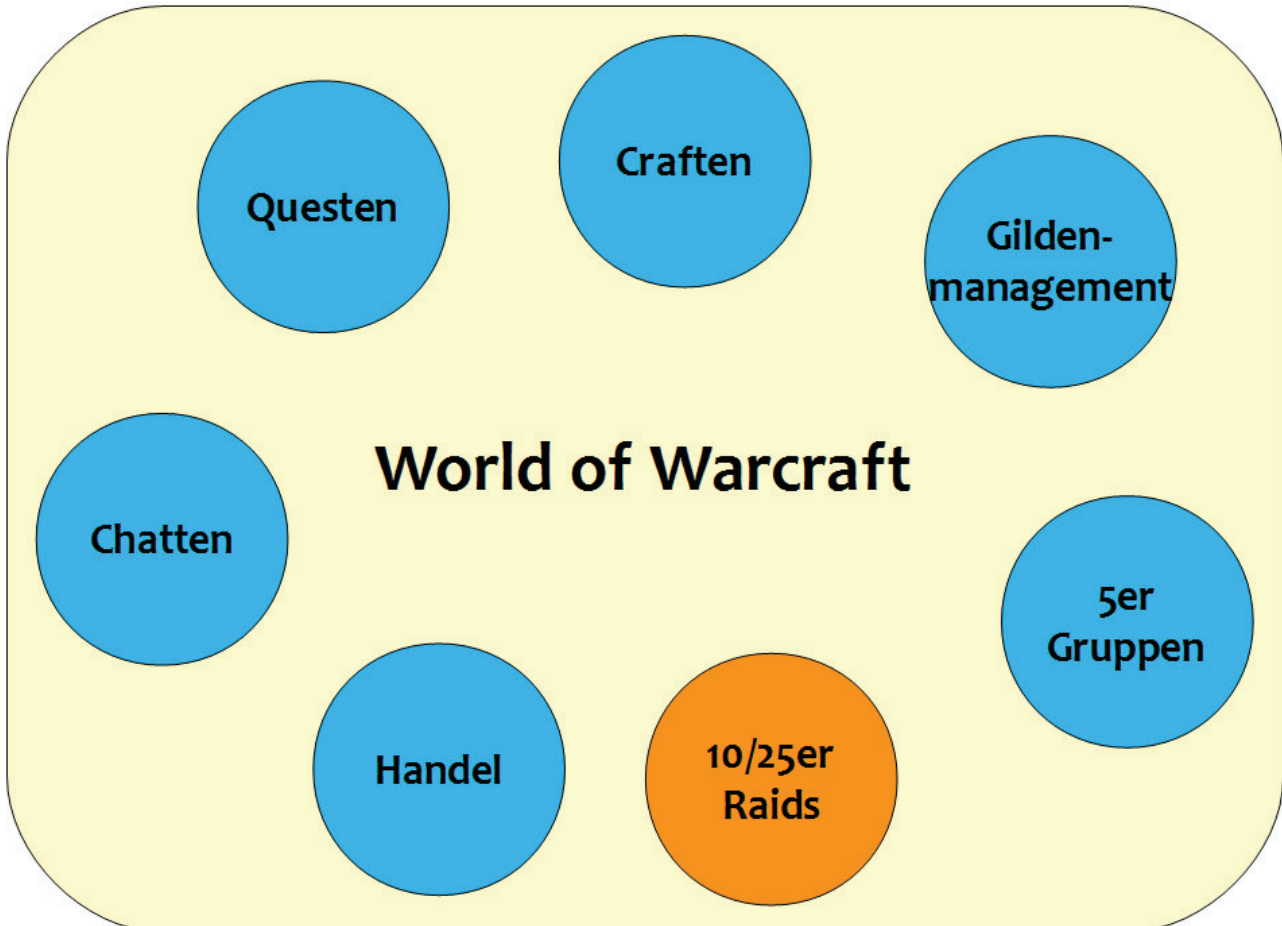 Craften
Questen
Gilden-
management
World of Warcraft
Chatten
5er
Gruppen
Handel
10/25er
Raids